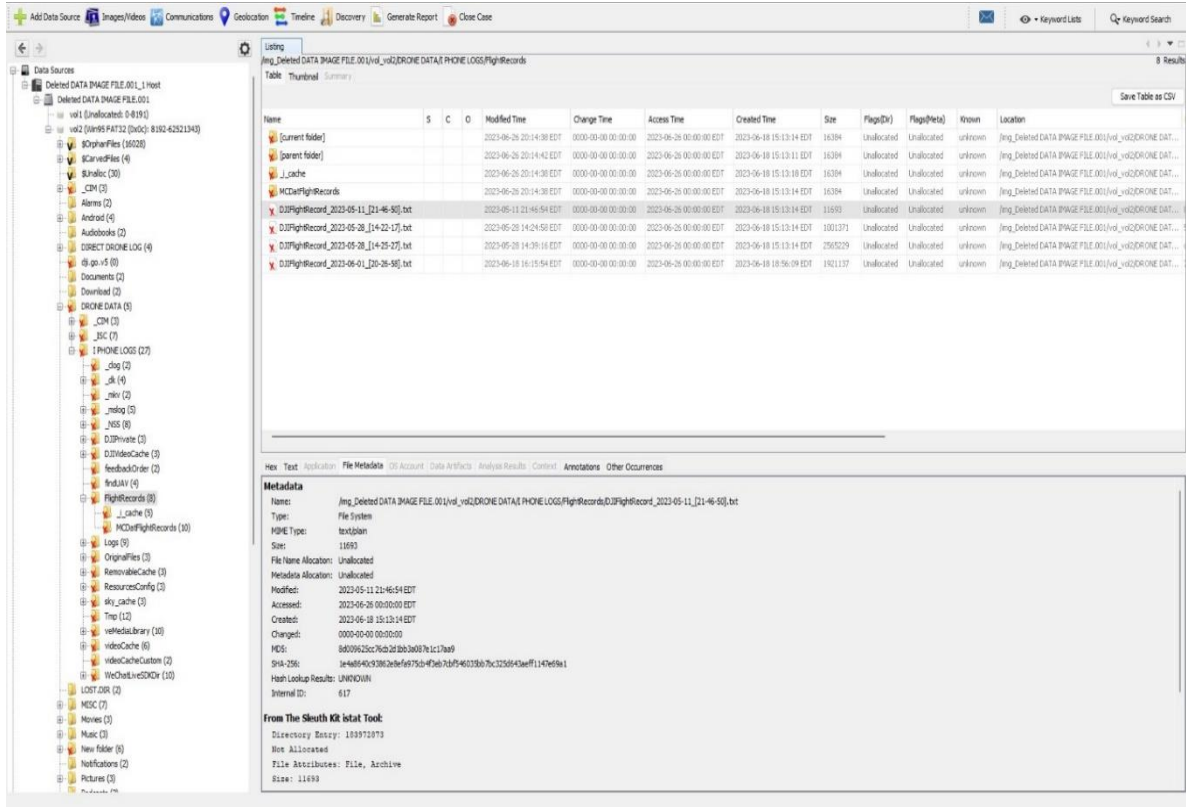 Add Data Source Images/Videos Communications Geolocation Timeline Discovery Generate Report Close Case Keyword Lists Keyword Search
Listing
/img_Deleted DATA IMAGE FILE.001/vol_vol2/DRONE DATA/I PHONE LOGS/FlightRecords
8 Results
Table Thumbnail Summary
Save Table as CSV
Name S C O Modified Time Change Time Access Time Created Time Size Flags(Dir) Flags(Meta) Known Location
[current folder] 2023-06-26 20:14:38 EDT 0000-00-00 00:00:00 2023-06-26 00:00:00 EDT 2023-06-18 15:13:14 EDT 16384 Unallocated Unallocated unknown /img_Deleted DATA IMAGE FILE.001/vol_vol2/DRONE DAT...
[parent folder] 2023-06-26 20:14:42 EDT 0000-00-00 00:00:00 2023-06-26 00:00:00 EDT 2023-06-18 15:13:11 EDT 16384 Unallocated Unallocated unknown /img_Deleted DATA IMAGE FILE.001/vol_vol2/DRONE DAT...
_i_cache 2023-06-26 20:14:38 EDT 0000-00-00 00:00:00 2023-06-26 00:00:00 EDT 2023-06-18 15:13:18 EDT 16384 Unallocated Unallocated unknown /img_Deleted DATA IMAGE FILE.001/vol_vol2/DRONE DAT...
MCDatFlightRecords 2023-06-26 20:14:38 EDT 0000-00-00 00:00:00 2023-06-26 00:00:00 EDT 2023-06-18 15:13:14 EDT 16384 Unallocated Unallocated unknown /img_Deleted DATA IMAGE FILE.001/vol_vol2/DRONE DAT...
DJIFlightRecord_2023-05-11_[21-46-50].txt 2023-05-11 21:46:54 EDT 0000-00-00 00:00:00 2023-06-26 00:00:00 EDT 2023-06-18 15:13:14 EDT 11693 Unallocated Unallocated unknown /img_Deleted DATA IMAGE FILE.001/vol_vol2/DRONE DAT...
DJIFlightRecord_2023-05-28_[14-22-17].txt 2023-05-28 14:24:58 EDT 0000-00-00 00:00:00 2023-06-26 00:00:00 EDT 2023-06-18 15:13:14 EDT 1001371 Unallocated Unallocated unknown /img_Deleted DATA IMAGE FILE.001/vol_vol2/DRONE DAT...
DJIFlightRecord_2023-05-28_[14-25-27].txt 2023-05-28 14:39:16 EDT 0000-00-00 00:00:00 2023-06-26 00:00:00 EDT 2023-06-18 15:13:14 EDT 2565229 Unallocated Unallocated unknown /img_Deleted DATA IMAGE FILE.001/vol_vol2/DRONE DAT...
DJIFlightRecord_2023-06-01_[20-26-58].txt 2023-06-18 16:15:54 EDT 0000-00-00 00:00:00 2023-06-26 00:00:00 EDT 2023-06-18 18:56:09 EDT 1921137 Unallocated Unallocated unknown /img_Deleted DATA IMAGE FILE.001/vol_vol2/DRONE DAT...
Data Sources
Deleted DATA IMAGE FILE.001_1 Host
Deleted DATA IMAGE FILE.001
vol1 (Unallocated: 0-8191)
vol2 (Win95 FAT32 (0x0c): 8192-62521343)
$OrphanFiles (16028)
$CarvedFiles (4)
$Unalloc (30)
_CIM (3)
Alarms (2)
Android (4)
Audiobooks (2)
DIRECT DRONE LOG (4)
dji.go.v5 (0)
Documents (2)
Download (2)
DRONE DATA (5)
_CIM (3)
_ISC (7)
I PHONE LOGS (27)
_clog (2)
_dk (4)
_mkv (2)
_mslog (5)
_NSS (8)
DJIPrivate (3)
DJIVideoCache (3)
feedbackOrder (2)
findUAV (4)
FlightRecords (8)
_i_cache (5)
MCDatFlightRecords (10)
Logs (9)
OriginalFiles (3)
RemovableCache (3)
ResourcesConfig (3)
sky_cache (3)
Tmp (12)
veMediaLibrary (10)
videoCache (6)
videoCacheCustom (2)
WeChatLiveSDKDir (10)
LOST.DIR (2)
MISC (7)
Movies (3)
Music (3)
New folder (6)
Notifications (2)
Pictures (3)
Hex Text Application File Metadata OS Account Data Artifacts Analysis Results Context Annotations Other Occurrences
Metadata
Name: /img_Deleted DATA IMAGE FILE.001/vol_vol2/DRONE DATA/I PHONE LOGS/FlightRecords/DJIFlightRecord_2023-05-11_[21-46-50].txt
Type: File System
MIME Type: text/plain
Size: 11693
File Name Allocation: Unallocated
Metadata Allocation: Unallocated
Modified: 2023-05-11 21:46:54 EDT
Accessed: 2023-06-26 00:00:00 EDT
Created: 2023-06-18 15:13:14 EDT
Changed: 0000-00-00 00:00:00
MD5: 8d009625cc76cb2d1bb3a087e1c17aa9
SHA-256:
Hash Lookup Results: UNKNOWN
Internal ID: 617
From The Sleuth Kit istat Tool:
Directory Entry: 183972873
Not Allocated
File Attributes: File, Archive
Size: 11693